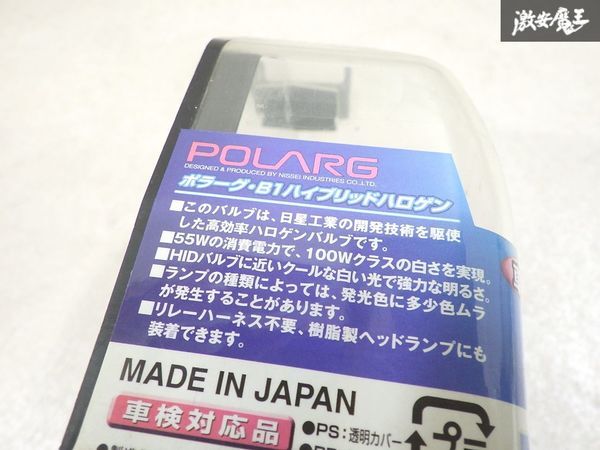 激安魔王
POLARG
DESIGNED & PRODUCED BY NISSEI INDUSTRIES CO.,LTD.
ポラーグ・B1ハイブリッドハロゲン
■このバルブは、日星工業の開発技術を駆使
した高効率ハロゲンバルブです。
■55Wの消費電力で、100Wクラスの白さを実現。
■HIDバルブに近いクールな白い光で強力な明るさ。
■ランプの種類によっては、発光色に多少色ムラ
が発生することがあります。
■リレーハーネス不要、樹脂製ヘッドランプにも
装着できます。
MADE IN JAPAN
車検対応品
●PS:透明カバー
プラ